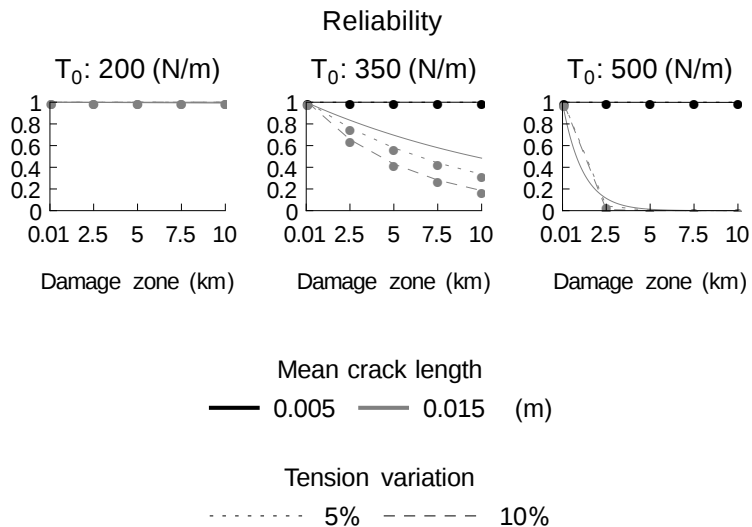 Reliability
T₀: 200 (N/m) T₀: 350 (N/m) T₀: 500 (N/m)
1 1 1
0.8 0.8 0.8
0.6 0.6 0.6
0.4 0.4 0.4
0.2 0.2 0.2
0 0 0
0.01 2.5 5 7.5 10 0.01 2.5 5 7.5 10 0.01 2.5 5 7.5 10
Damage zone (km) Damage zone (km) Damage zone (km)
Mean crack length
0.005 0.015 (m)
Tension variation
5% 10%